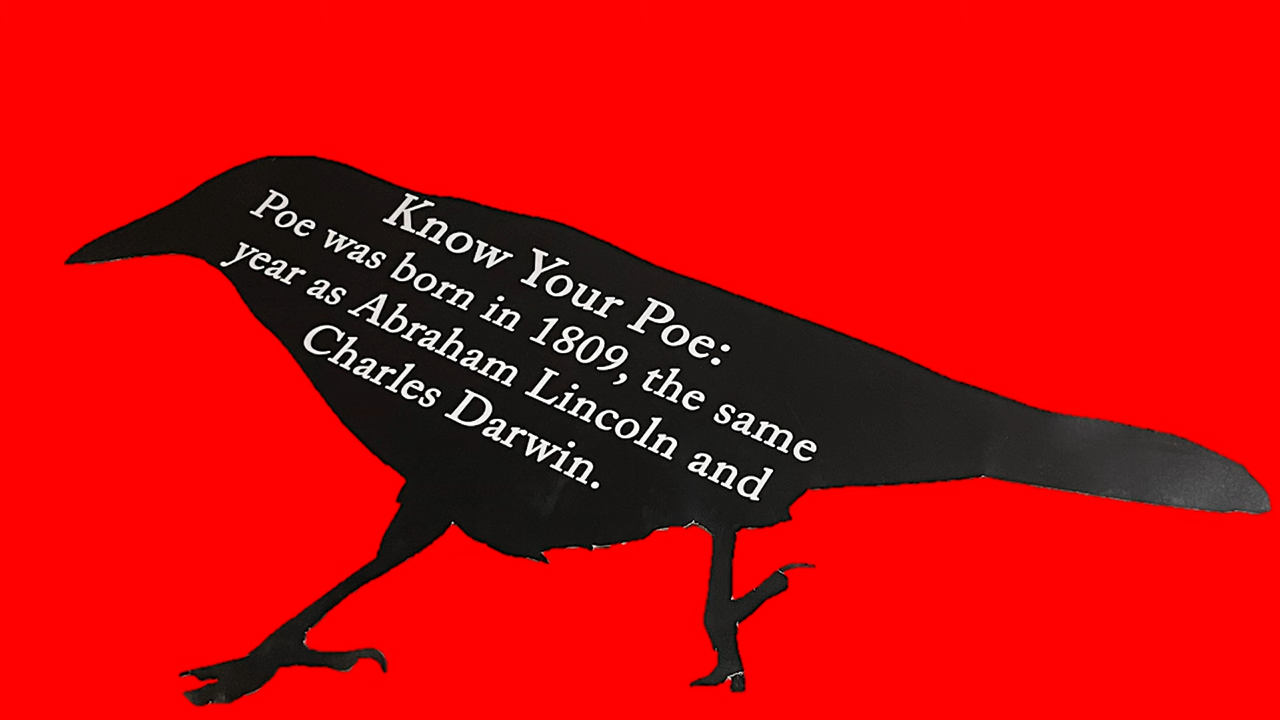 Know Your Poe:
Poe was born in 1809, the same
year as Abraham Lincoln and
Charles Darwin.